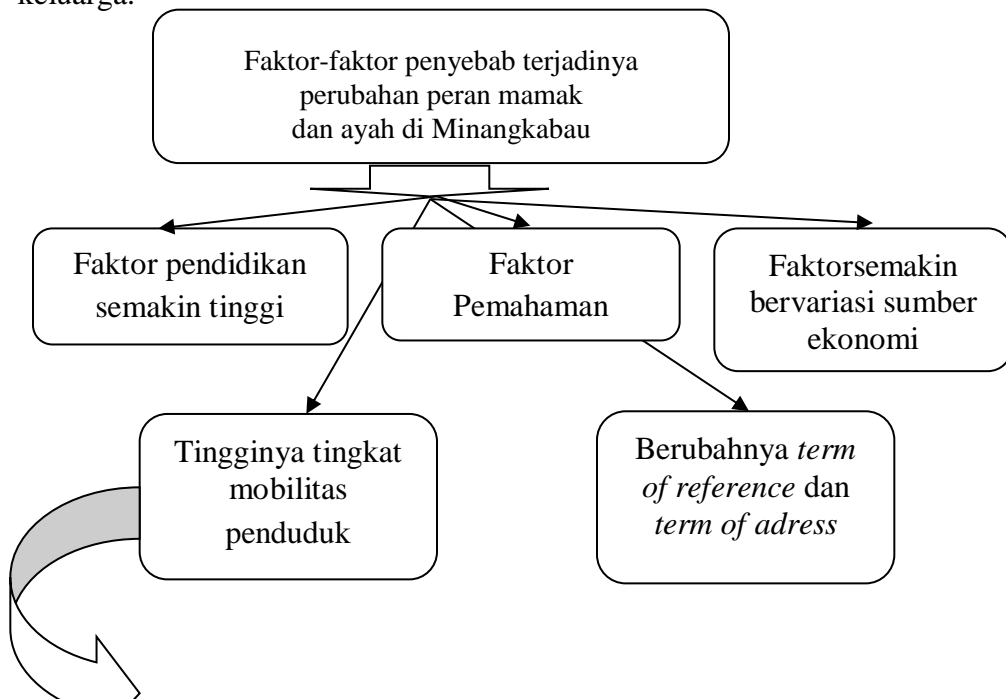 keluarga.
Faktor-faktor penyebab terjadinya
perubahan peran mamak
dan ayah di Minangkabau
Faktor pendidikan
semakin tinggi
Faktor
Pemahaman
Faktorsemakin
bervariasi sumber
ekonomi
Tingginya tingkat
mobilitas
penduduk
Berubahnya term
of reference dan
term of adress